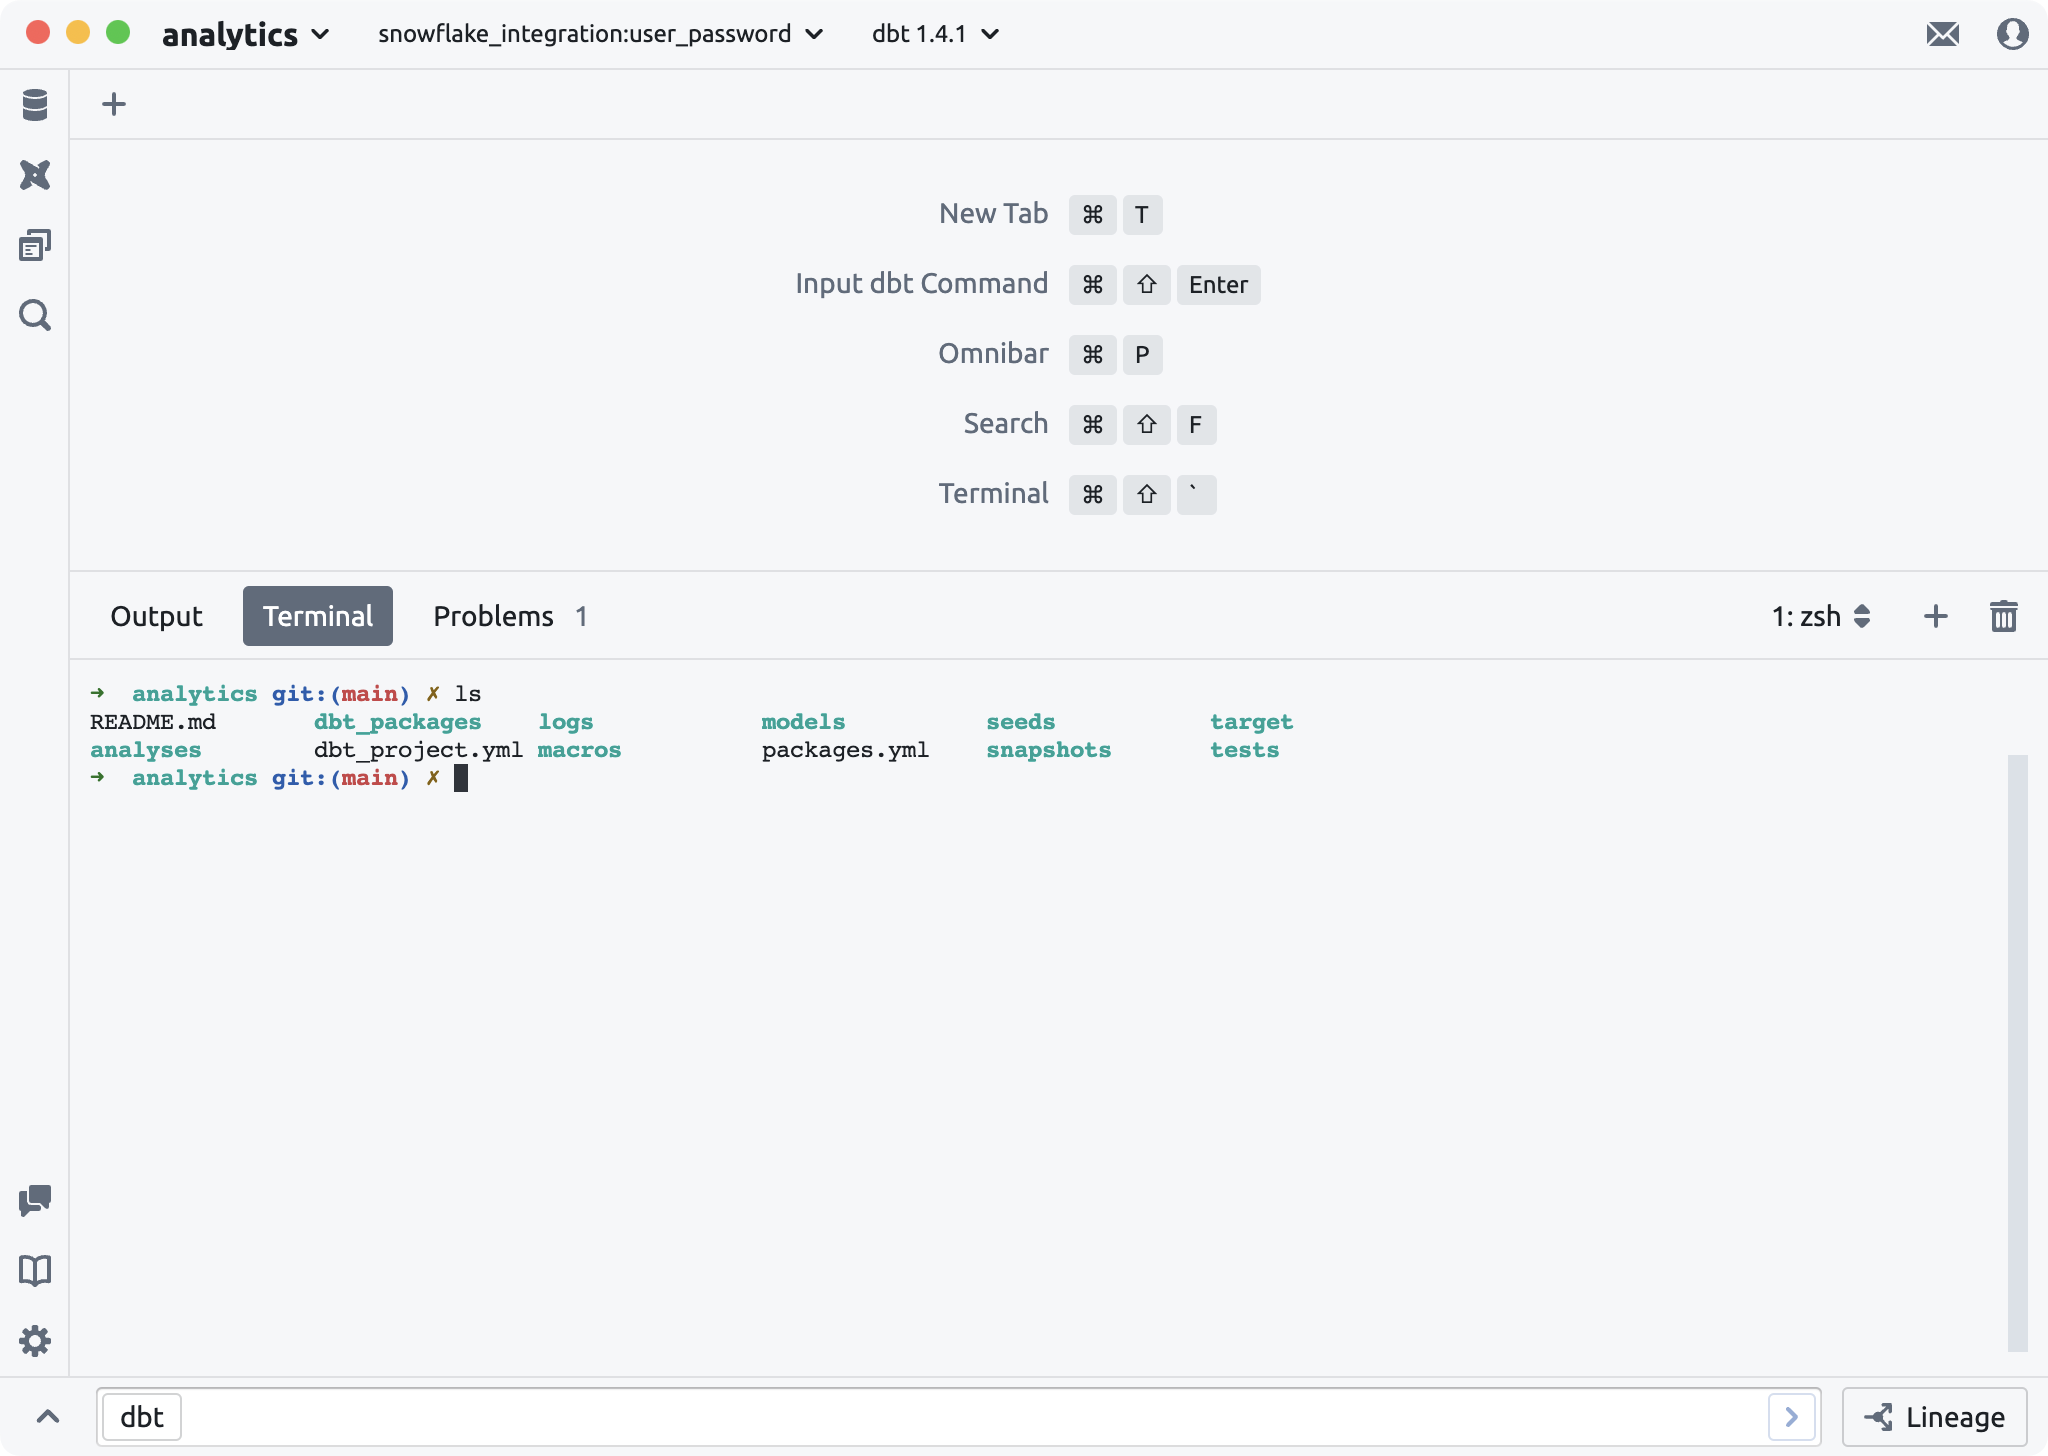 analytics snowflake_integration:user_password dbt 1.4.1
New Tab ⌘ T
Input dbt Command ⌘ ⇧ Enter
Omnibar ⌘ P
Search ⌘ ⇧ F
Terminal ⌘ ⇧ `
Output Terminal Problems 1 1: zsh
➜ analytics git:(main) ✗ ls
README.md dbt_packages logs models seeds target
analyses dbt_project.yml macros packages.yml snapshots tests
➜ analytics git:(main) ✗
dbt Lineage